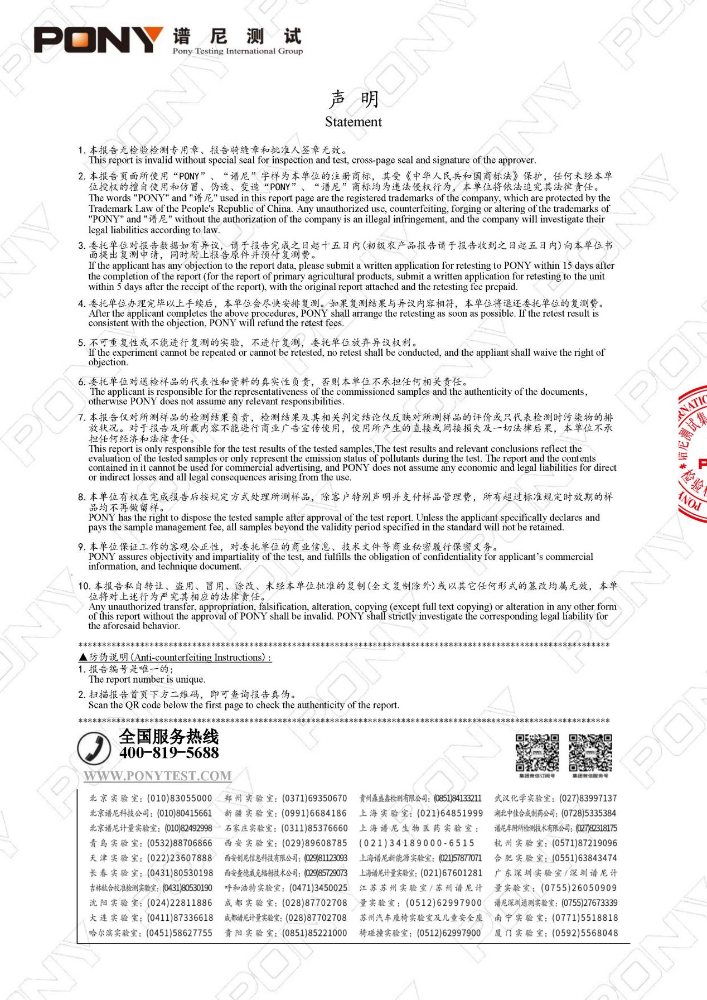 PONY 谱尼测试
Pony Testing International Group
声 明
Statement
1. 本报告无检验检测专用章、报告骑缝章和批准人签章无效。
This report is invalid without special seal for inspection and test, cross-page seal and signature of the approver.
2. 本报告页面所使用“PONY”、“谱尼”字样为本单位的注册商标，其受《中华人民共和国商标法》保护，任何未经本单
位授权的擅自使用和仿冒、伪造、变造“PONY”、“谱尼”商标均为违法侵权行为，本单位将依法追究其法律责任。
The words "PONY" and "谱尼" used in this report page are the registered trademarks of the company, which are protected by the
Trademark Law of the People's Republic of China. Any unauthorized use, counterfeiting, forging or altering of the trademarks of
"PONY" and "谱尼" without the authorization of the company is an illegal infringement, and the company will investigate their
legal liabilities according to law.
3. 委托单位对报告数据如有异议，请于报告完成之日起十五日内(初级农产品报告请于报告收到之日起五日内)向本单位书
面提出复测申请，同时附上报告原件并预付复测费。
If the applicant has any objection to the report data, please submit a written application for retesting to PONY within 15 days after
the completion of the report (for the report of primary agricultural products, submit a written application for retesting to the unit
within 5 days after the receipt of the report), with the original report attached and the retesting fee prepaid.
4. 委托单位办理完毕以上手续后，本单位会尽快安排复测。如果复测结果与异议内容相符，本单位将退还委托单位的复测费。
After the applicant completes the above procedures, PONY shall arrange the retesting as soon as possible. If the retest result is
consistent with the objection, PONY will refund the retest fees.
5. 不可重复性或不能进行复测的实验，不进行复测，委托单位放弃异议权利。
If the experiment cannot be repeated or cannot be retested, no retest shall be conducted, and the appliant shall waive the right of
objection.
6. 委托单位对送检样品的代表性和资料的真实性负责，否则本单位不承担任何相关责任。
The applicant is responsible for the representativeness of the commissioned samples and the authenticity of the documents,
otherwise PONY does not assume any relevant responsibilities.
7. 本报告仅对所测样品的检测结果负责，检测结果及其相关判定结论仅反映对所测样品的评价或只代表检测时污染物的排
放状况。对于报告及所载内容不能进行商业广告宣传使用，使用所产生的直接或间接损失及一切法律后果，本单位不承
担任何经济和法律责任。
This report is only responsible for the test results of the tested samples,The test results and relevant conclusions reflect the
evaluation of the tested samples or only represent the emission status of pollutants during the test. The report and the contents
contained in it cannot be used for commercial advertising, and PONY does not assume any economic and legal liabilities for direct
or indirect losses and all legal consequences arising from the use.
8. 本单位有权在完成报告后按规定方式处理所测样品，除客户特别声明并支付样品管理费，所有超过标准规定时效期的样
品均不再做留样。
PONY has the right to dispose the tested sample after approval of the test report. Unless the applicant specifically declares and
pays the sample management fee, all samples beyond the validity period specified in the standard will not be retained.
9. 本单位保证工作的客观公正性，对委托单位的商业信息、技术文件等商业秘密履行保密义务。
PONY assures objectivity and impartiality of the test, and fulfills the obligation of confidentiality for applicant’s commercial
information, and technique document.
10. 本报告私自转让、盗用、冒用、涂改、未经本单位批准的复制(全文复制除外)或以其它任何形式的篡改均属无效，本单
位将对上述行为严究其相应的法律责任。
Any unauthorized transfer, appropriation, falsification, alteration, copying (except full text copying) or alteration in any other form
of this report without the approval of PONY shall be invalid. PONY shall strictly investigate the corresponding legal liability for
the aforesaid behavior.
▲防伪说明(Anti-counterfeiting Instructions):
1. 报告编号是唯一的;
The report number is unique.
2. 扫描报告首页下方二维码，即可查询报告真伪。
Scan the QR code below the first page to check the authenticity of the report.
全国服务热线
400-819-5688
WWW.PONYTEST.COM
集团微信订阅号 集团微信服务号
北京实验室: (010)83055000 郑州实验室: (0371)69350670 贵州鼎盛鑫检测有限公司: (0851)84133211 武汉化学实验室: (027)83997137
北京谱尼科技公司: (010)80415661 新疆实验室: (0991)6684186 上海实验室: (021)64851999 湖北中佳合成制药公司: (0728)5335384
北京谱尼计量实验室: (010)82492998 石家庄实验室: (0311)85376660 上海谱尼生物医药实验室: 谱尼车附所检测技术有限公司: (027)82318175
青岛实验室: (0532)88706866 西安实验室: (029)89608785 (021)34189000-6515 杭州实验室: (0571)87219096
天津实验室: (022)23607888 西安创尼信息科技有限公司: (029)81123093 上海谱尼新能源实验室: (021)57877071 合肥实验室: (0551)63843474
长春实验室: (0431)80530198 西安查德威克辐射技术公司: (029)85729073 上海谱尼计量实验室: (021)67601281 广东深圳实验室/深圳谱尼计
吉林钛合校准检测实验室: (0431)80530190 呼和浩特实验室: (0471)3450025 江苏苏州实验室/苏州谱尼计 量实验室: (0755)26050909
沈阳实验室: (024)22811886 成都实验室: (028)87702708 量实验室: (0512)62997900 谱尼深圳通测实验室: (0755)27673339
大连实验室: (0411)87336618 成都谱尼计量实验室: (028)87702708 苏州汽车座椅实验室及儿童安全座 南宁实验室: (0771)5518818
哈尔滨实验室: (0451)58627755 贵阳实验室: (0851)85221000 椅碰撞实验室: (0512)62997900 厦门实验室: (0592)5568048